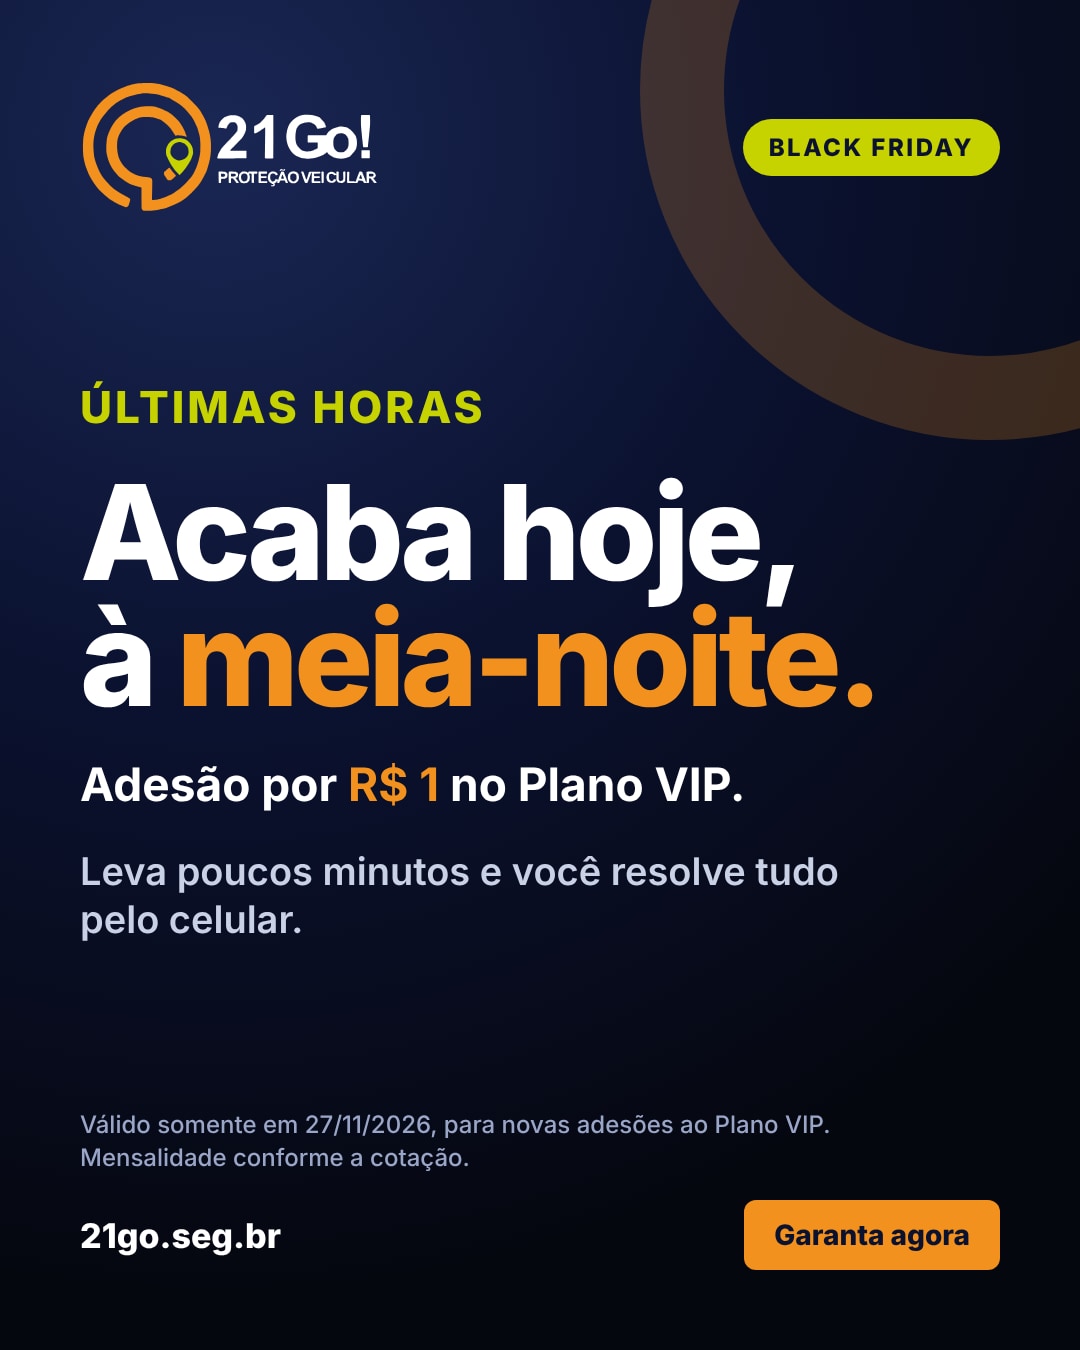 21Go!
PROTEÇÃO VEICULAR
BLACK FRIDAY
ÚLTIMAS HORAS
Acaba hoje,
à meia-noite.
Adesão por R$ 1 no Plano VIP.
Leva poucos minutos e você resolve tudo
pelo celular.
Válido somente em 27/11/2026, para novas adesões ao Plano VIP.
Mensalidade conforme a cotação.
21go.seg.br
Garanta agora